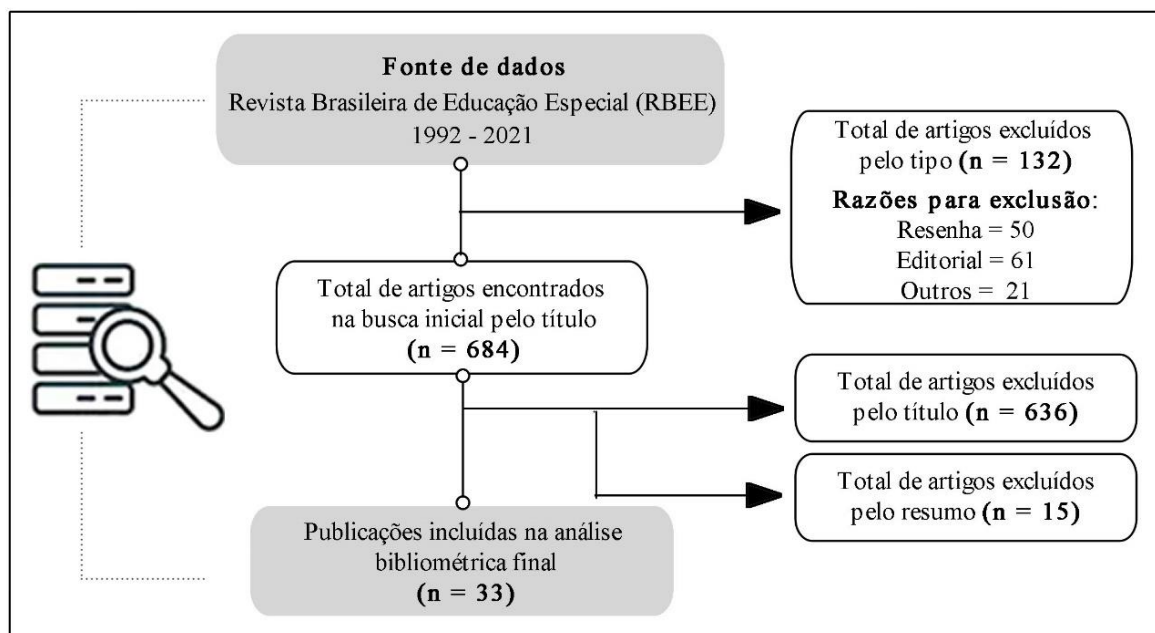 Fonte de dados
Revista Brasileira de Educação Especial (RBEE)
1992 - 2021
Total de artigos excluídos
pelo tipo (n = 132)
Razões para exclusão:
Resenha = 50
Editorial = 61
Outros = 21
Total de artigos encontrados
na busca inicial pelo título
(n = 684)
Total de artigos excluídos
pelo título (n = 636)
Total de artigos excluídos
pelo resumo (n = 15)
Publicações incluídas na análise
bibliométrica final
(n = 33)